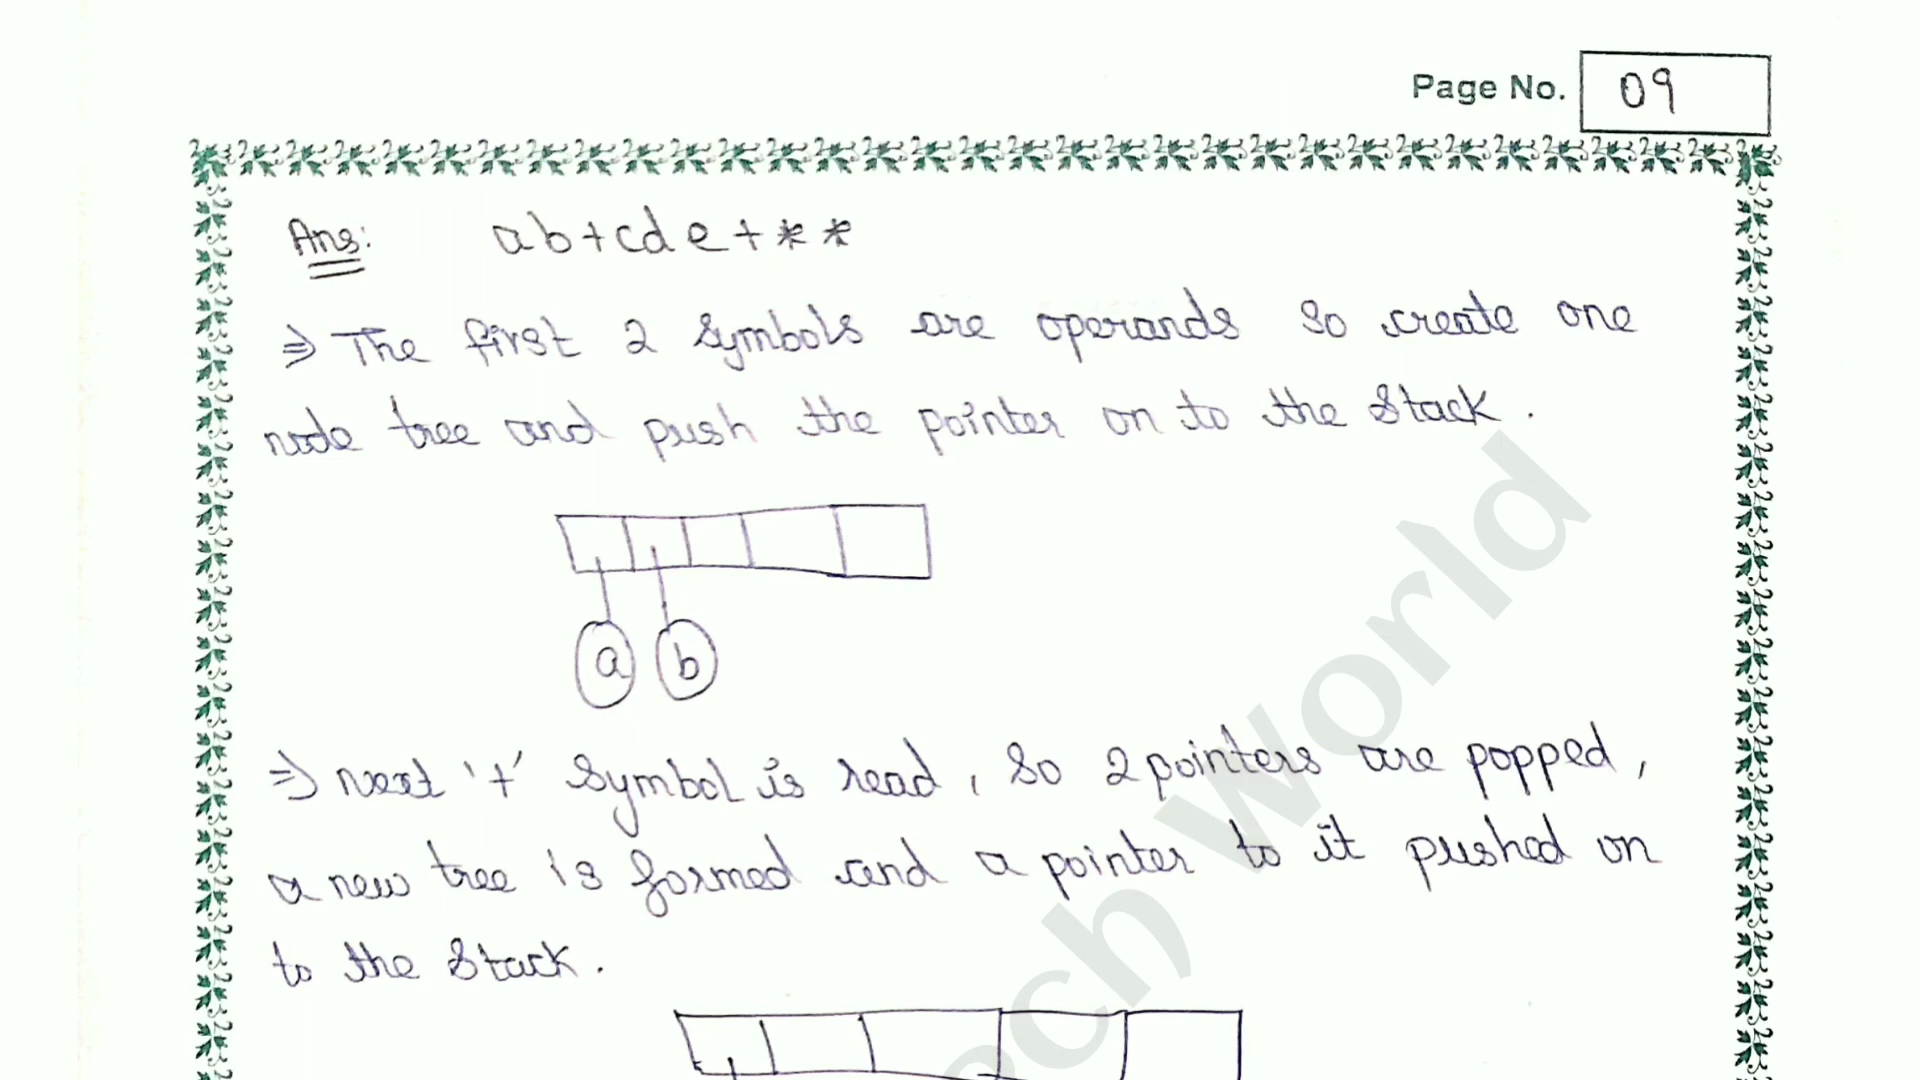 Page No. 09
Ans: ab+cde+**
⇒ The first 2 symbols are operands so create one
node tree and push the pointer on to the stack.
a b
⇒ Next '+' symbol is read, so 2 pointers are popped,
a new tree is formed and a pointer to it pushed on
to the stack.
ech World